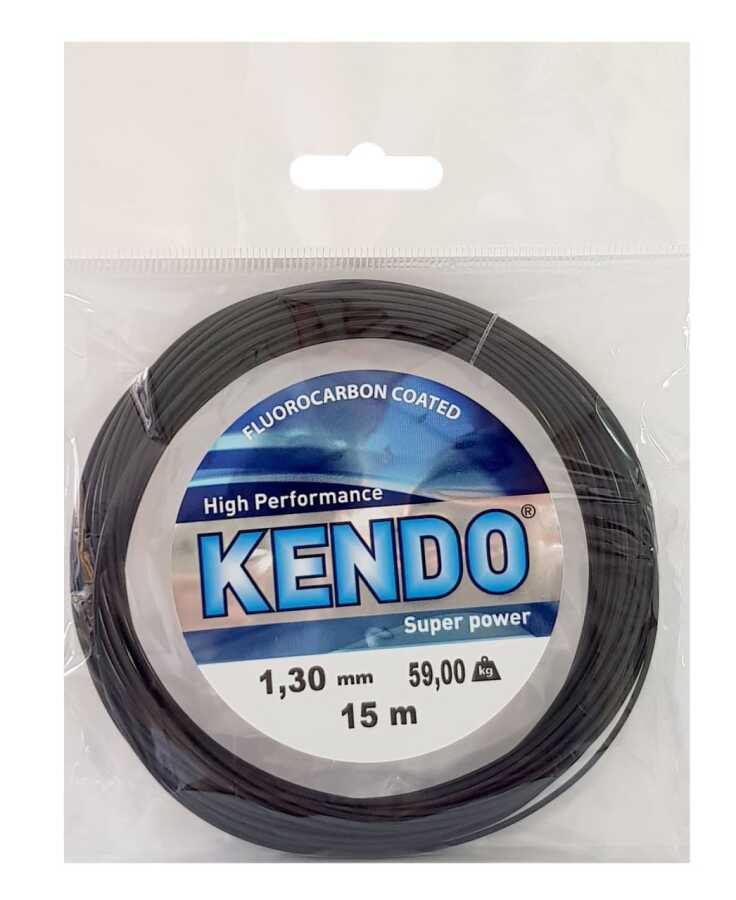 FLUOROCARBON COATED
High Performance
KENDO®
Super power
1,30 mm 59,00 kg
15 m